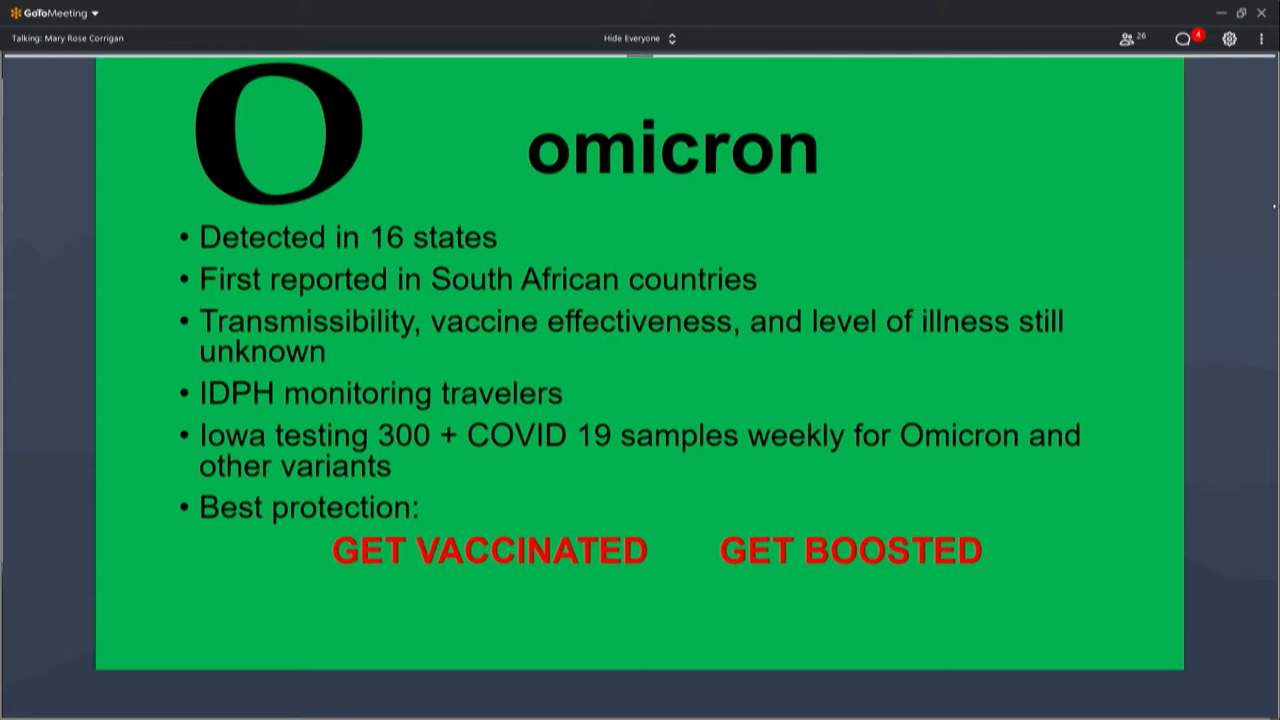 GoToMeeting
Talking: Mary Rose Corrigan
Hide Everyone
26
4
O
omicron
• Detected in 16 states
• First reported in South African countries
• Transmissibility, vaccine effectiveness, and level of illness still
unknown
• IDPH monitoring travelers
• Iowa testing 300 + COVID 19 samples weekly for Omicron and
other variants
• Best protection:
GET VACCINATED GET BOOSTED